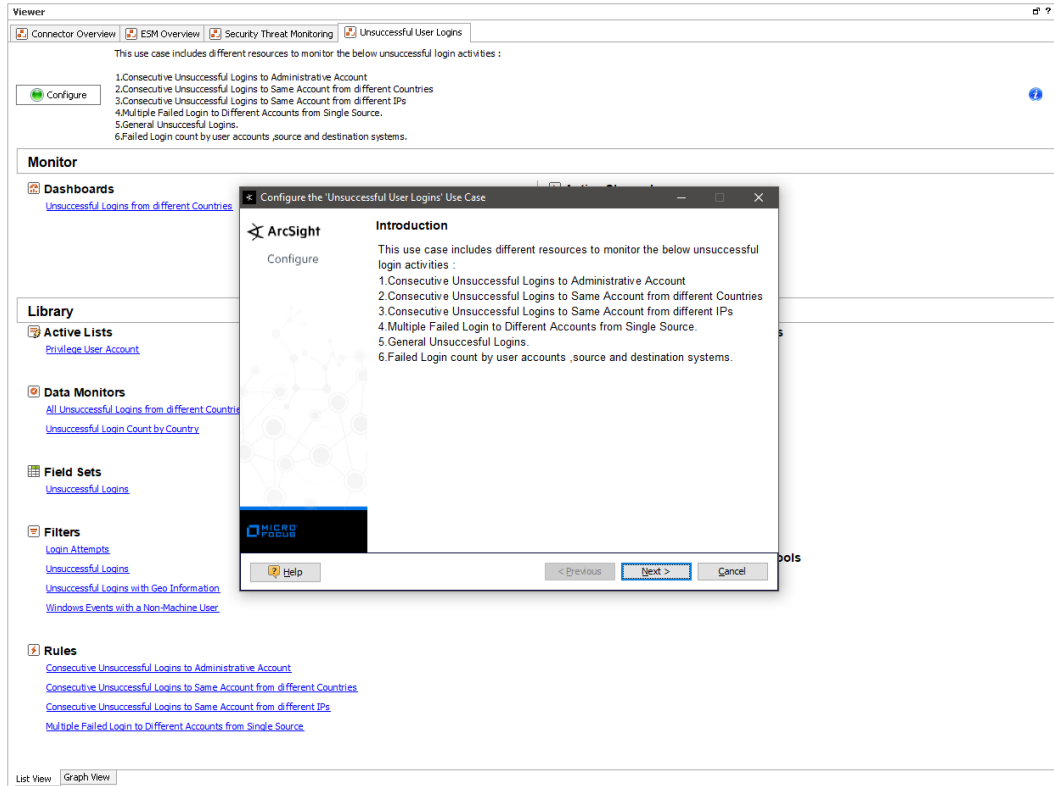 Viewer
Connector Overview ESM Overview Security Threat Monitoring Unsuccessful User Logins
This use case includes different resources to monitor the below unsuccessful login activities :
1.Consecutive Unsuccessful Logins to Administrative Account
2.Consecutive Unsuccessful Logins to Same Account from different Countries
Configure
3.Consecutive Unsuccessful Logins to Same Account from different IPs
4.Multiple Failed Login to Different Accounts from Single Source.
5.General Unsuccesful Logins.
6.Failed Login count by user accounts ,source and destination systems.
Monitor
Dashboards
Unsuccessful Logins from different Countries
Library
Active Lists
Privilege User Account
Data Monitors
All Unsuccessful Logins from different Countrie
Unsuccessful Login Count by Country
Field Sets
Unsuccessful Logins
Filters
Login Attempts
Unsuccessful Logins
Unsuccessful Logins with Geo Information
Windows Events with a Non-Machine User
Rules
Consecutive Unsuccessful Logins to Administrative Account
Consecutive Unsuccessful Logins to Same Account from different Countries
Consecutive Unsuccessful Logins to Same Account from different IPs
Multiple Failed Login to Different Accounts from Single Source
List View Graph View
Configure the 'Unsuccessful User Logins' Use Case
ArcSight
Configure
Introduction
This use case includes different resources to monitor the below unsuccessful
login activities :
1.Consecutive Unsuccessful Logins to Administrative Account
2.Consecutive Unsuccessful Logins to Same Account from different Countries
3.Consecutive Unsuccessful Logins to Same Account from different IPs
4.Multiple Failed Login to Different Accounts from Single Source.
5.General Unsuccesful Logins.
6.Failed Login count by user accounts ,source and destination systems.
MICRO
FOCUS
Help
< Previous Next > Cancel